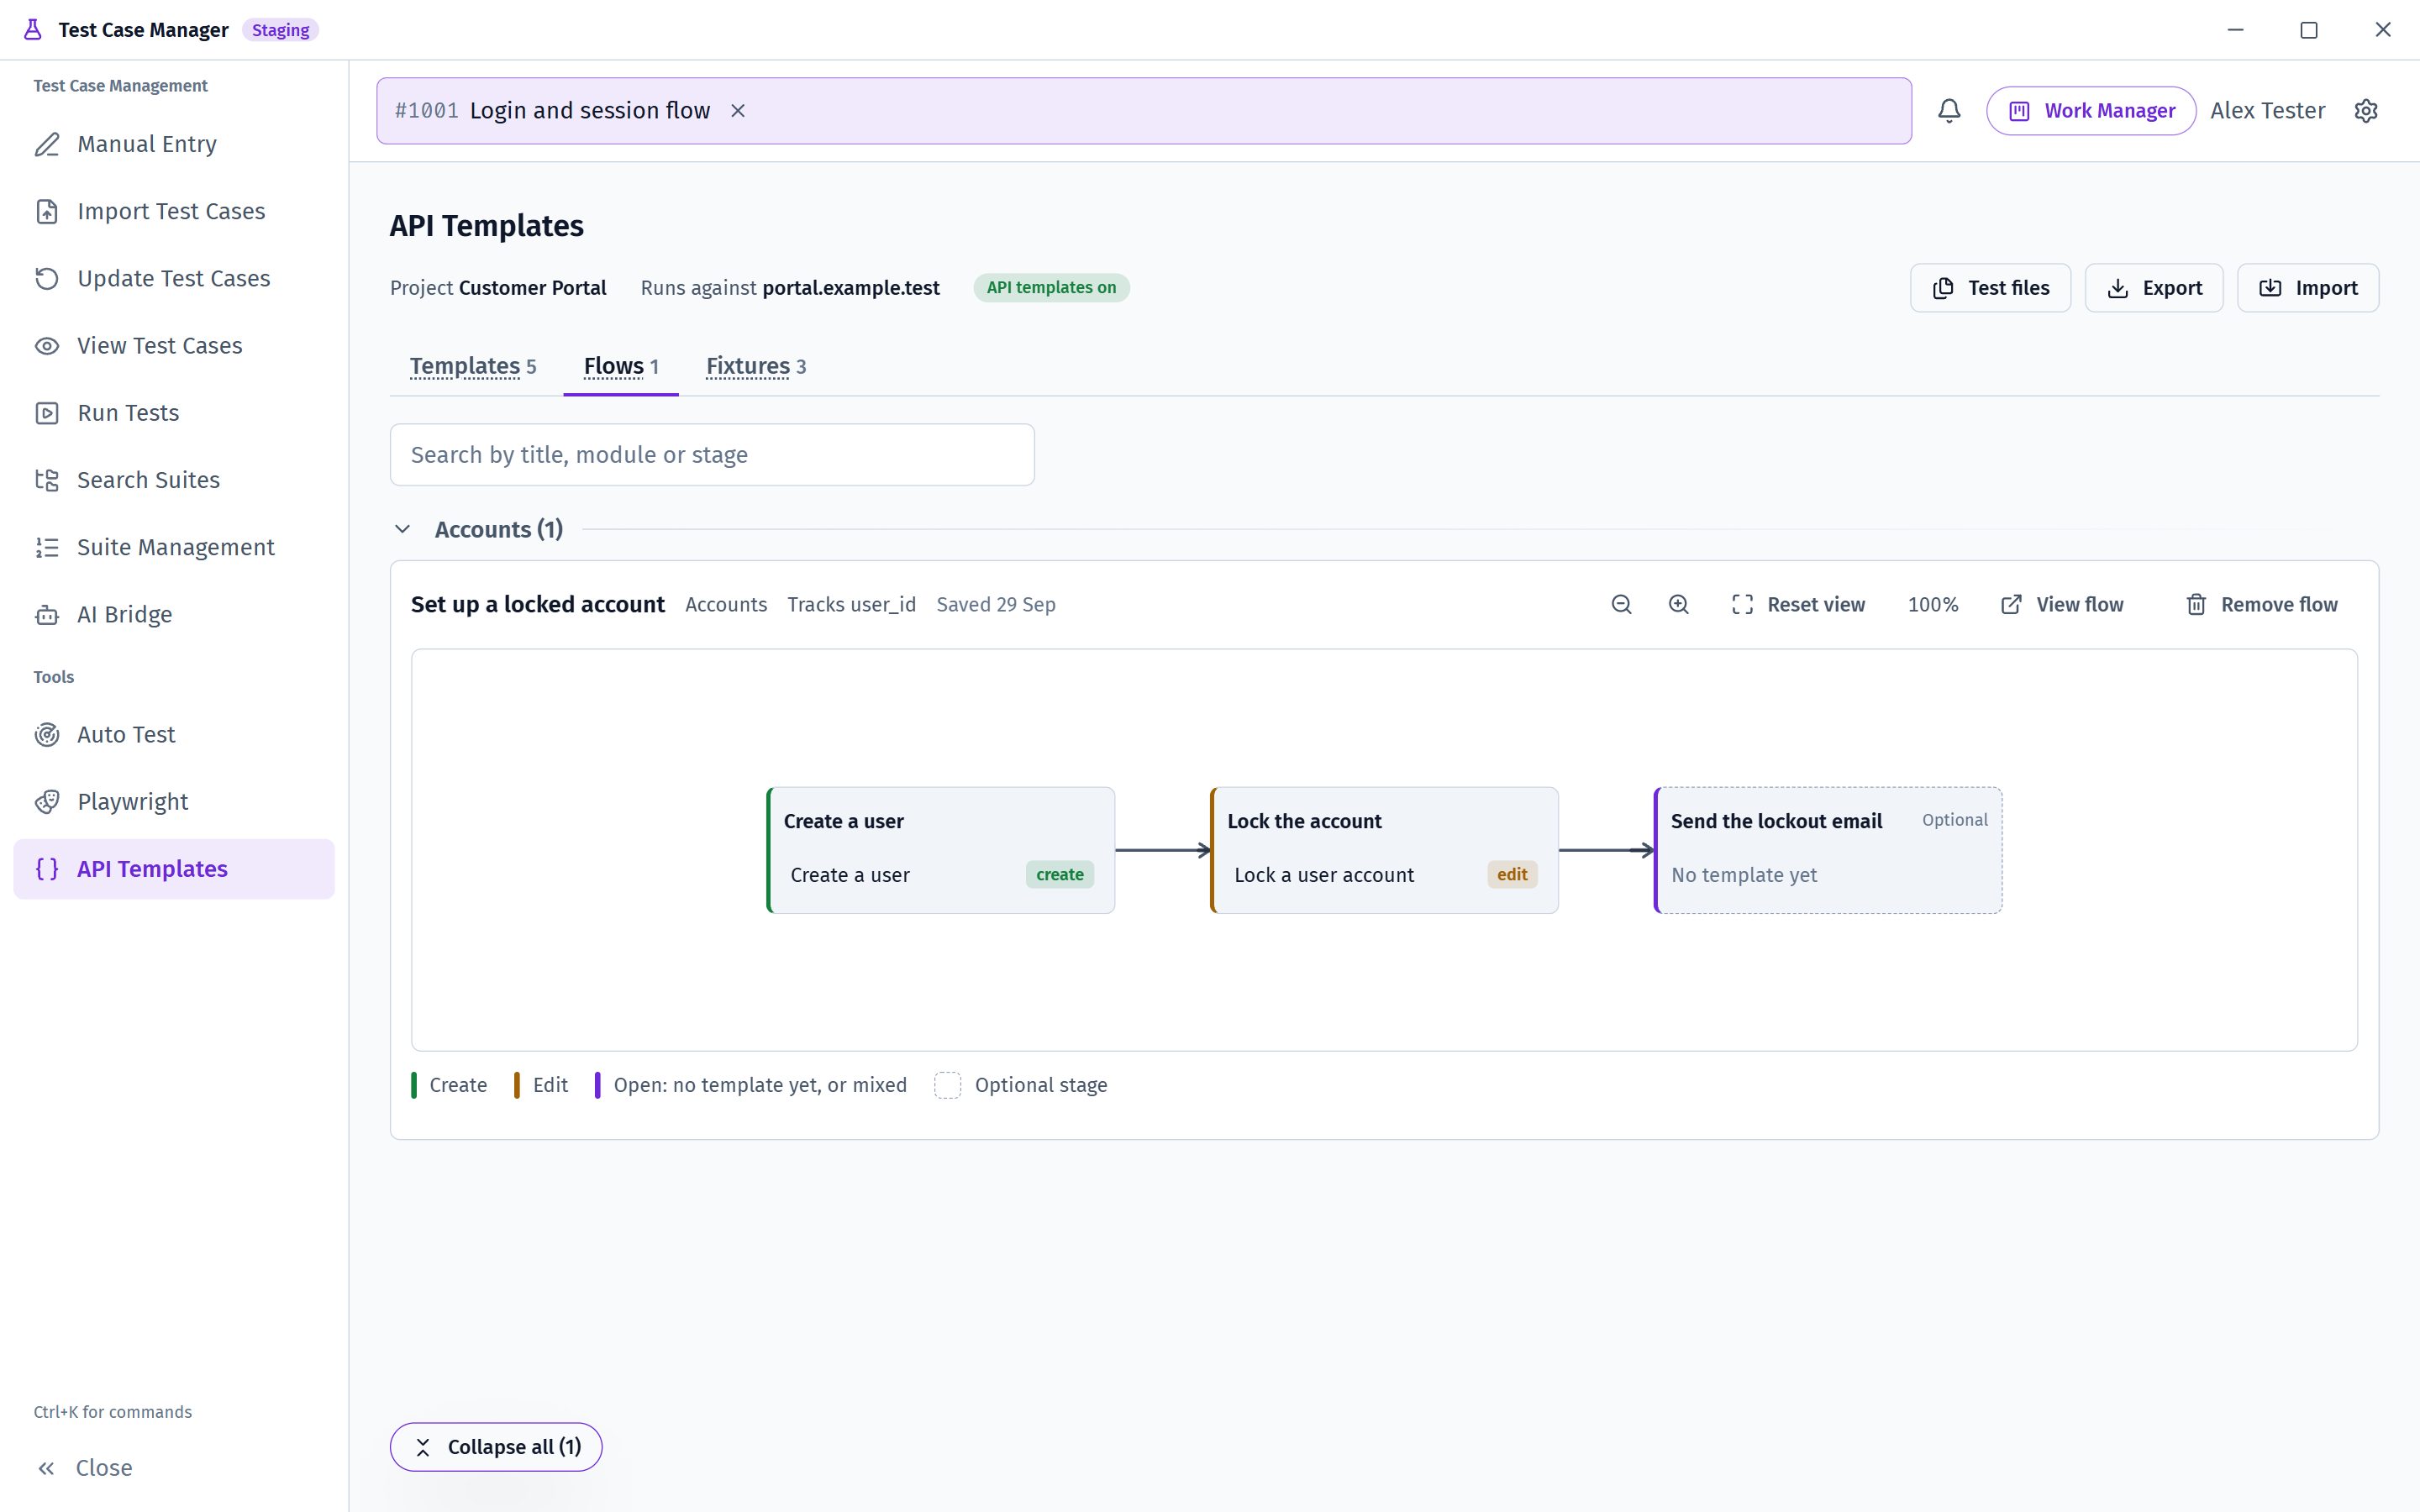 Test Case Manager Staging
Test Case Management
Manual Entry
Import Test Cases
Update Test Cases
View Test Cases
Run Tests
Search Suites
Suite Management
AI Bridge
Tools
Auto Test
Playwright
API Templates
Ctrl+K for commands
Close
#1001 Login and session flow
Work Manager
Alex Tester
API Templates
Project Customer Portal Runs against portal.example.test API templates on
Test files
Export
Import
Templates 5
Flows 1
Fixtures 3
Search by title, module or stage
Accounts (1)
Set up a locked account Accounts Tracks user_id Saved 29 Sep
Reset view
100%
View flow
Remove flow
Create a user
Create a user create
Lock the account
Lock a user account edit
Send the lockout email Optional
No template yet
Create
Edit
Open: no template yet, or mixed
Optional stage
Collapse all (1)